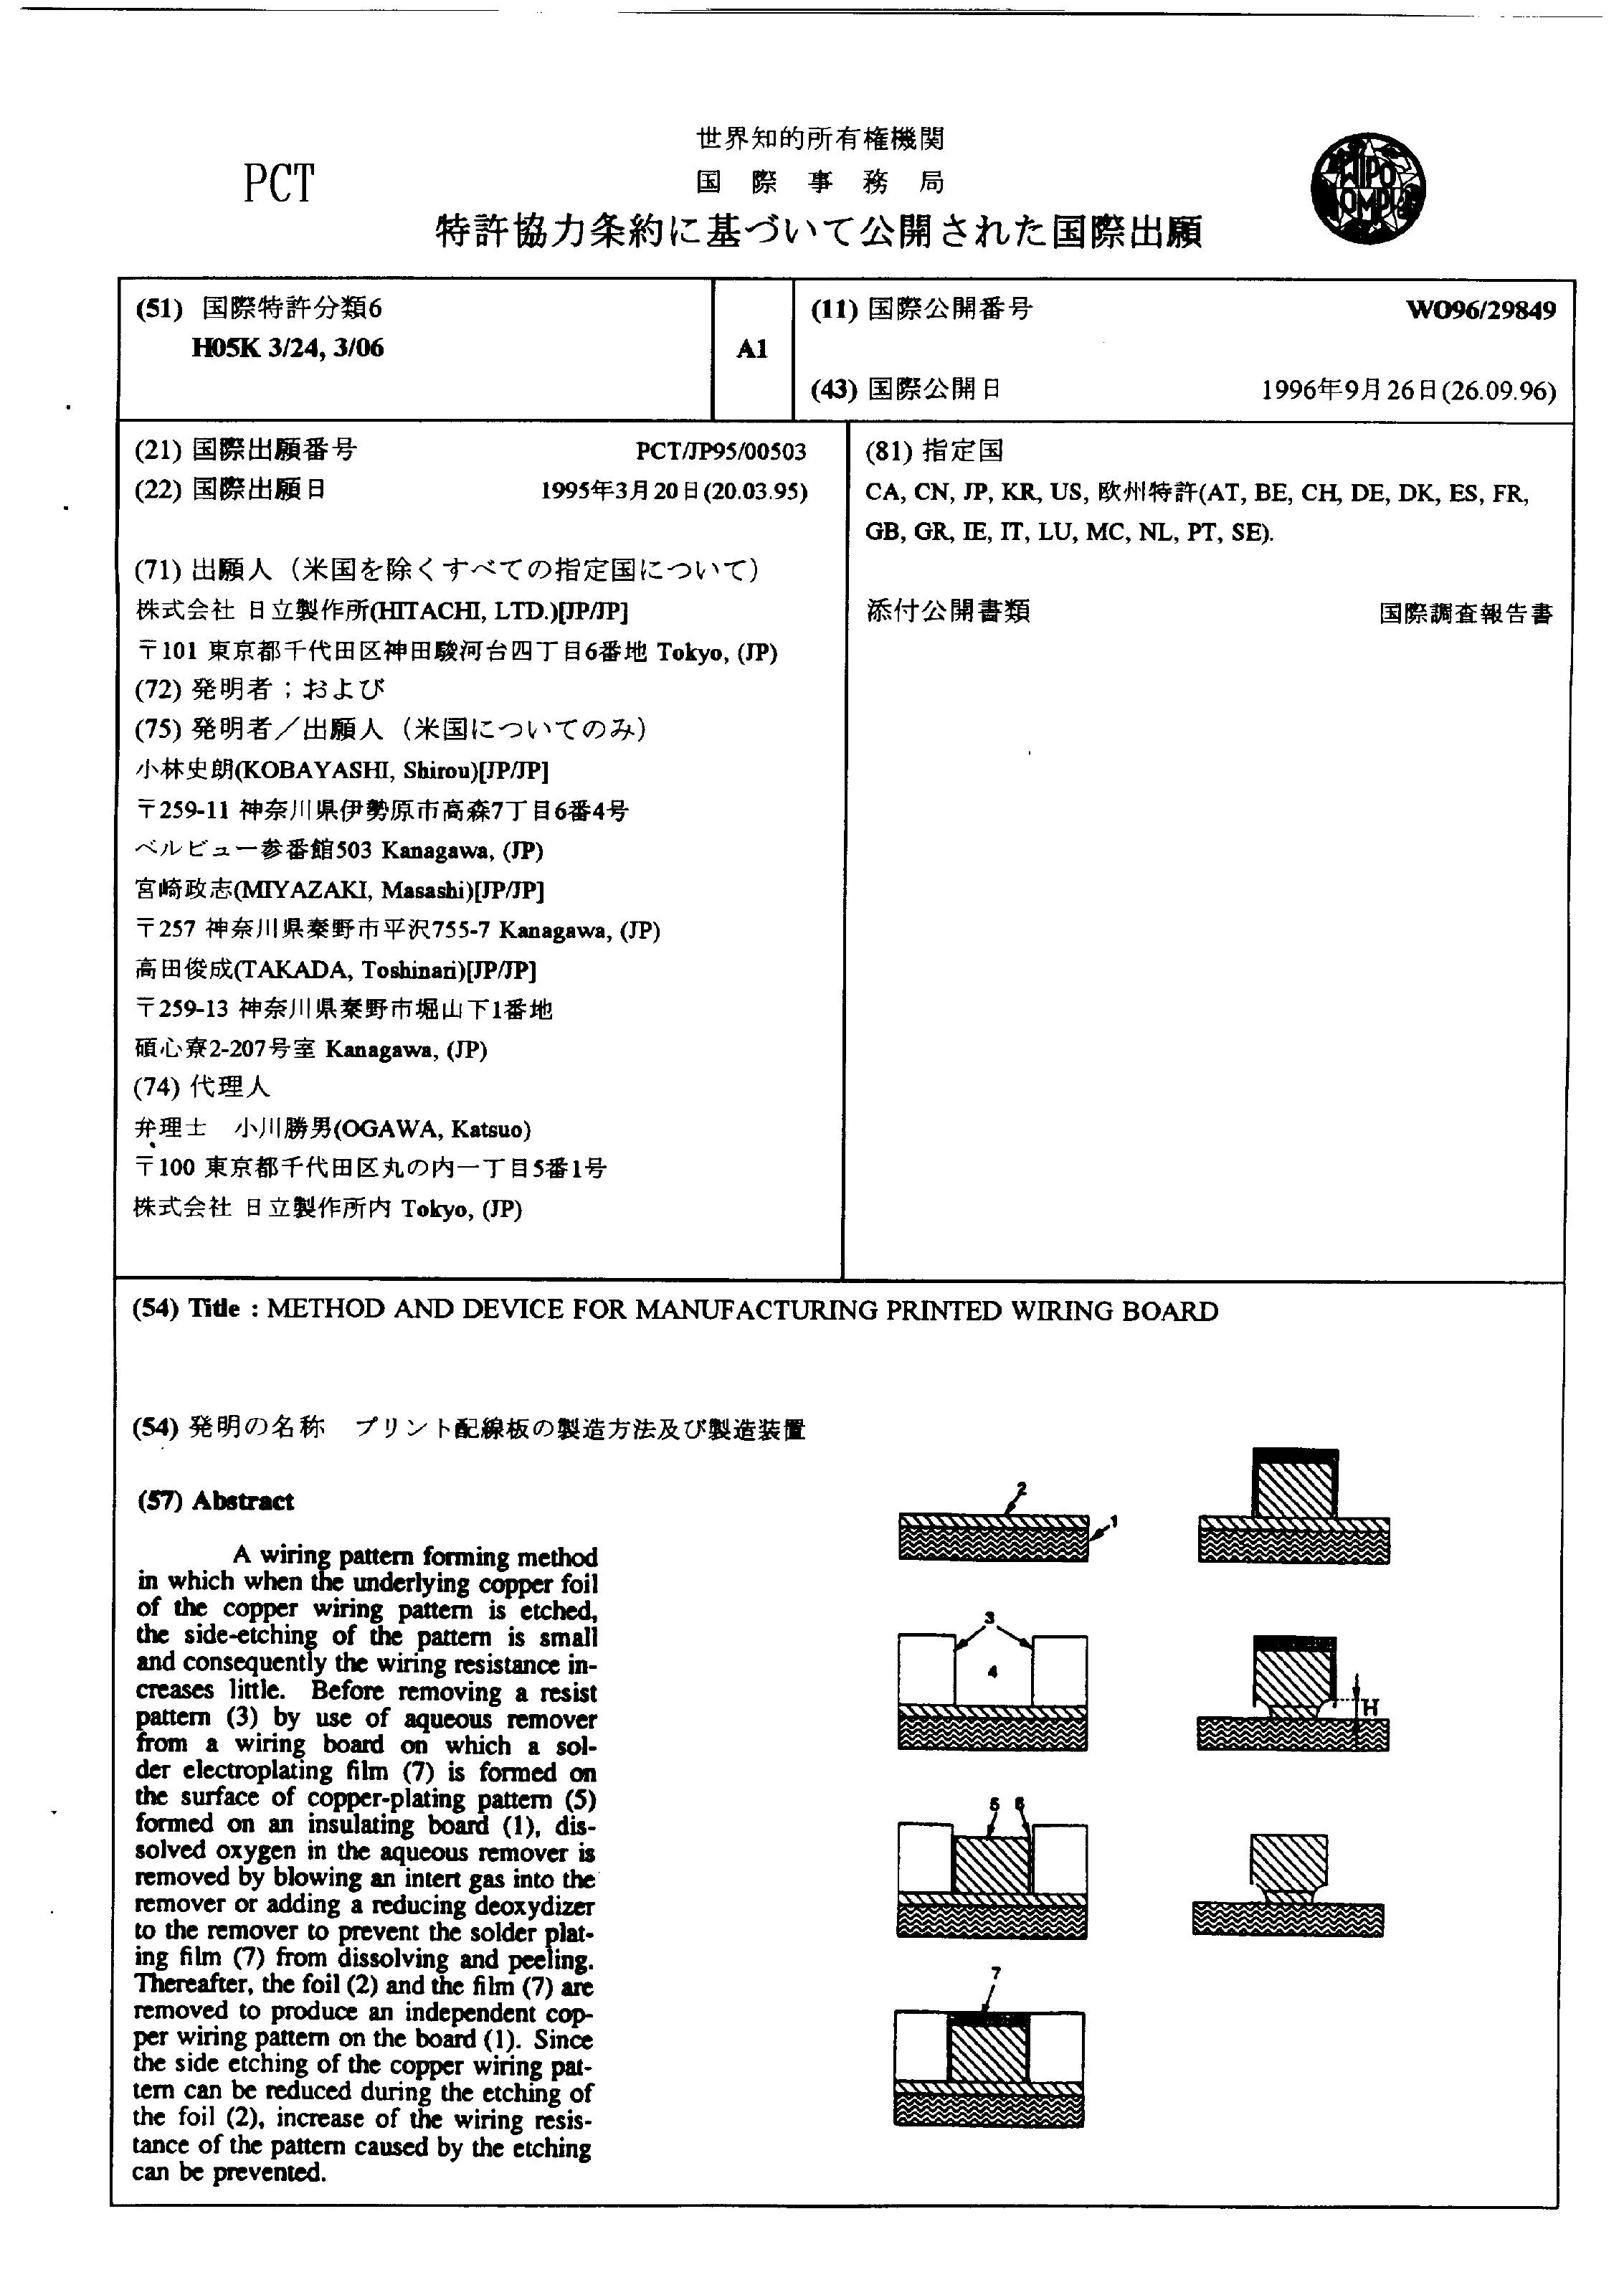 世界知的所有権機関
PCT
国際事務局
特許協力条約に基づいて公開された国際出願
WIPO
OMPI
(51) 国際特許分類6
H05K 3/24, 3/06
A1
(11) 国際公開番号 WO96/29849
(43) 国際公開日 1996年9月26日(26.09.96)
(21) 国際出願番号 PCT/JP95/00503
(22) 国際出願日 1995年3月20日(20.03.95)
(71) 出願人（米国を除くすべての指定国について）
株式会社 日立製作所(HITACHI, LTD.)[JP/JP]
〒101 東京都千代田区神田駿河台四丁目6番地 Tokyo, (JP)
(72) 発明者；および
(75) 発明者／出願人（米国についてのみ）
小林史朗(KOBAYASHI, Shirou)[JP/JP]
〒259-11 神奈川県伊勢原市高森7丁目6番4号
ベルビュー参番館503 Kanagawa, (JP)
宮崎政志(MIYAZAKI, Masashi)[JP/JP]
〒257 神奈川県秦野市平沢755-7 Kanagawa, (JP)
高田俊成(TAKADA, Toshinari)[JP/JP]
〒259-13 神奈川県秦野市堀山下1番地
碩心寮2-207号室 Kanagawa, (JP)
(74) 代理人
弁理士 小川勝男(OGAWA, Katsuo)
〒100 東京都千代田区丸の内一丁目5番1号
株式会社 日立製作所内 Tokyo, (JP)
(81) 指定国
CA, CN, JP, KR, US, 欧州特許(AT, BE, CH, DE, DK, ES, FR,
GB, GR, IE, IT, LU, MC, NL, PT, SE).
添付公開書類 国際調査報告書
(54) Title : METHOD AND DEVICE FOR MANUFACTURING PRINTED WIRING BOARD
(54) 発明の名称 プリント配線板の製造方法及び製造装置
(57) Abstract
A wiring pattern forming method
in which when the underlying copper foil
of the copper wiring pattern is etched,
the side-etching of the pattern is small
and consequently the wiring resistance in-
creases little. Before removing a resist
pattern (3) by use of aqueous remover
from a wiring board on which a sol-
der electroplating film (7) is formed on
the surface of copper-plating pattern (5)
formed on an insulating board (1), dis-
solved oxygen in the aqueous remover is
removed by blowing an intert gas into the
remover or adding a reducing deoxydizer
to the remover to prevent the solder plat-
ing film (7) from dissolving and peeling.
Thereafter, the foil (2) and the film (7) are
removed to produce an independent cop-
per wiring pattern on the board (1). Since
the side etching of the copper wiring pat-
tern can be reduced during the etching of
the foil (2), increase of the wiring resis-
tance of the pattern caused by the etching
can be prevented.
2
1
3
4
H
5 6
7